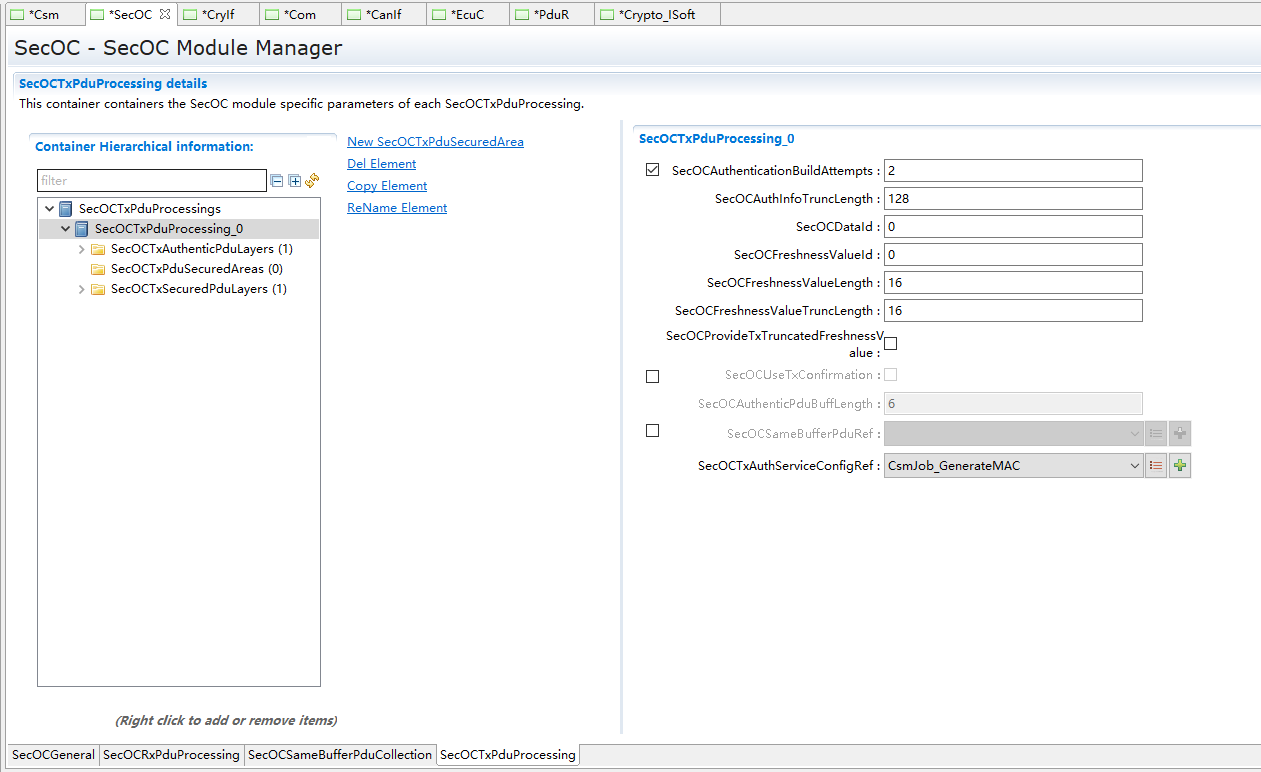 *Csm
*SecOC
*CryIf
*Com
*CanIf
*EcuC
*PduR
*Crypto_ISoft
SecOC - SecOC Module Manager
SecOCTxPduProcessing details
This container containers the SecOC module specific parameters of each SecOCTxPduProcessing.
Container Hierarchical information:
filter
SecOCTxPduProcessings
SecOCTxPduProcessing_0
SecOCTxAuthenticPduLayers (1)
SecOCTxPduSecuredAreas (0)
SecOCTxSecuredPduLayers (1)
(Right click to add or remove items)
New SecOCTxPduSecuredArea
Del Element
Copy Element
ReName Element
SecOCTxPduProcessing_0
SecOCAuthenticationBuildAttempts : 2
SecOCAuthInfoTruncLength : 128
SecOCDataId : 0
SecOCFreshnessValueId : 0
SecOCFreshnessValueLength : 16
SecOCFreshnessValueTruncLength : 16
SecOCProvideTxTruncatedFreshnessV
alue :
SecOCUseTxConfirmation :
SecOCAuthenticPduBuffLength : 6
SecOCSameBufferPduRef :
SecOCTxAuthServiceConfigRef : CsmJob_GenerateMAC
SecOCGeneral
SecOCRxPduProcessing
SecOCSameBufferPduCollection
SecOCTxPduProcessing